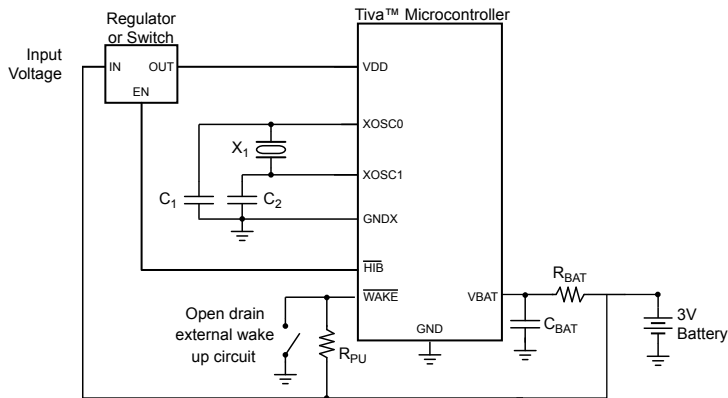 Tiva™ Microcontroller
Regulator
or Switch
Input
Voltage
IN
OUT
VDD
EN
XOSC0
X1
XOSC1
C1
C2
GNDX
HIB
RBAT
WAKE
VBAT
Open drain
external wake
up circuit
3V
Battery
CBAT
GND
RPU